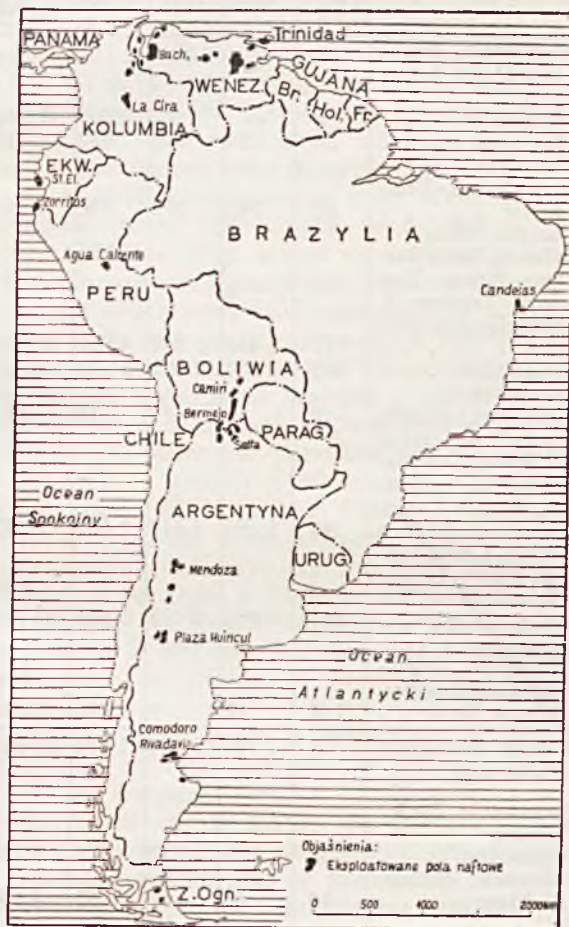 PANAMA
Trinidad
Bach.
WENEZ
GUJANA
Br.
Hol.
Fr.
La Cira
KOLUMBIA
EKW.
St.El.
Zorritos
BRAZYLIA
Agua Caliente
PERU
Candeias
BOLIWIA
Camiri
Bermejo
CHILE
Salta
PARAG
Ocean
Spokojny
ARGENTYNA
URUG
Mendoza
Plaza Huincul
Ocean
Atlantycki
Comodoro
Rivadavia
Objaśnienia:
Eksploatowane pola naftowe
Z.Ogn.
0 500 1000 2000km